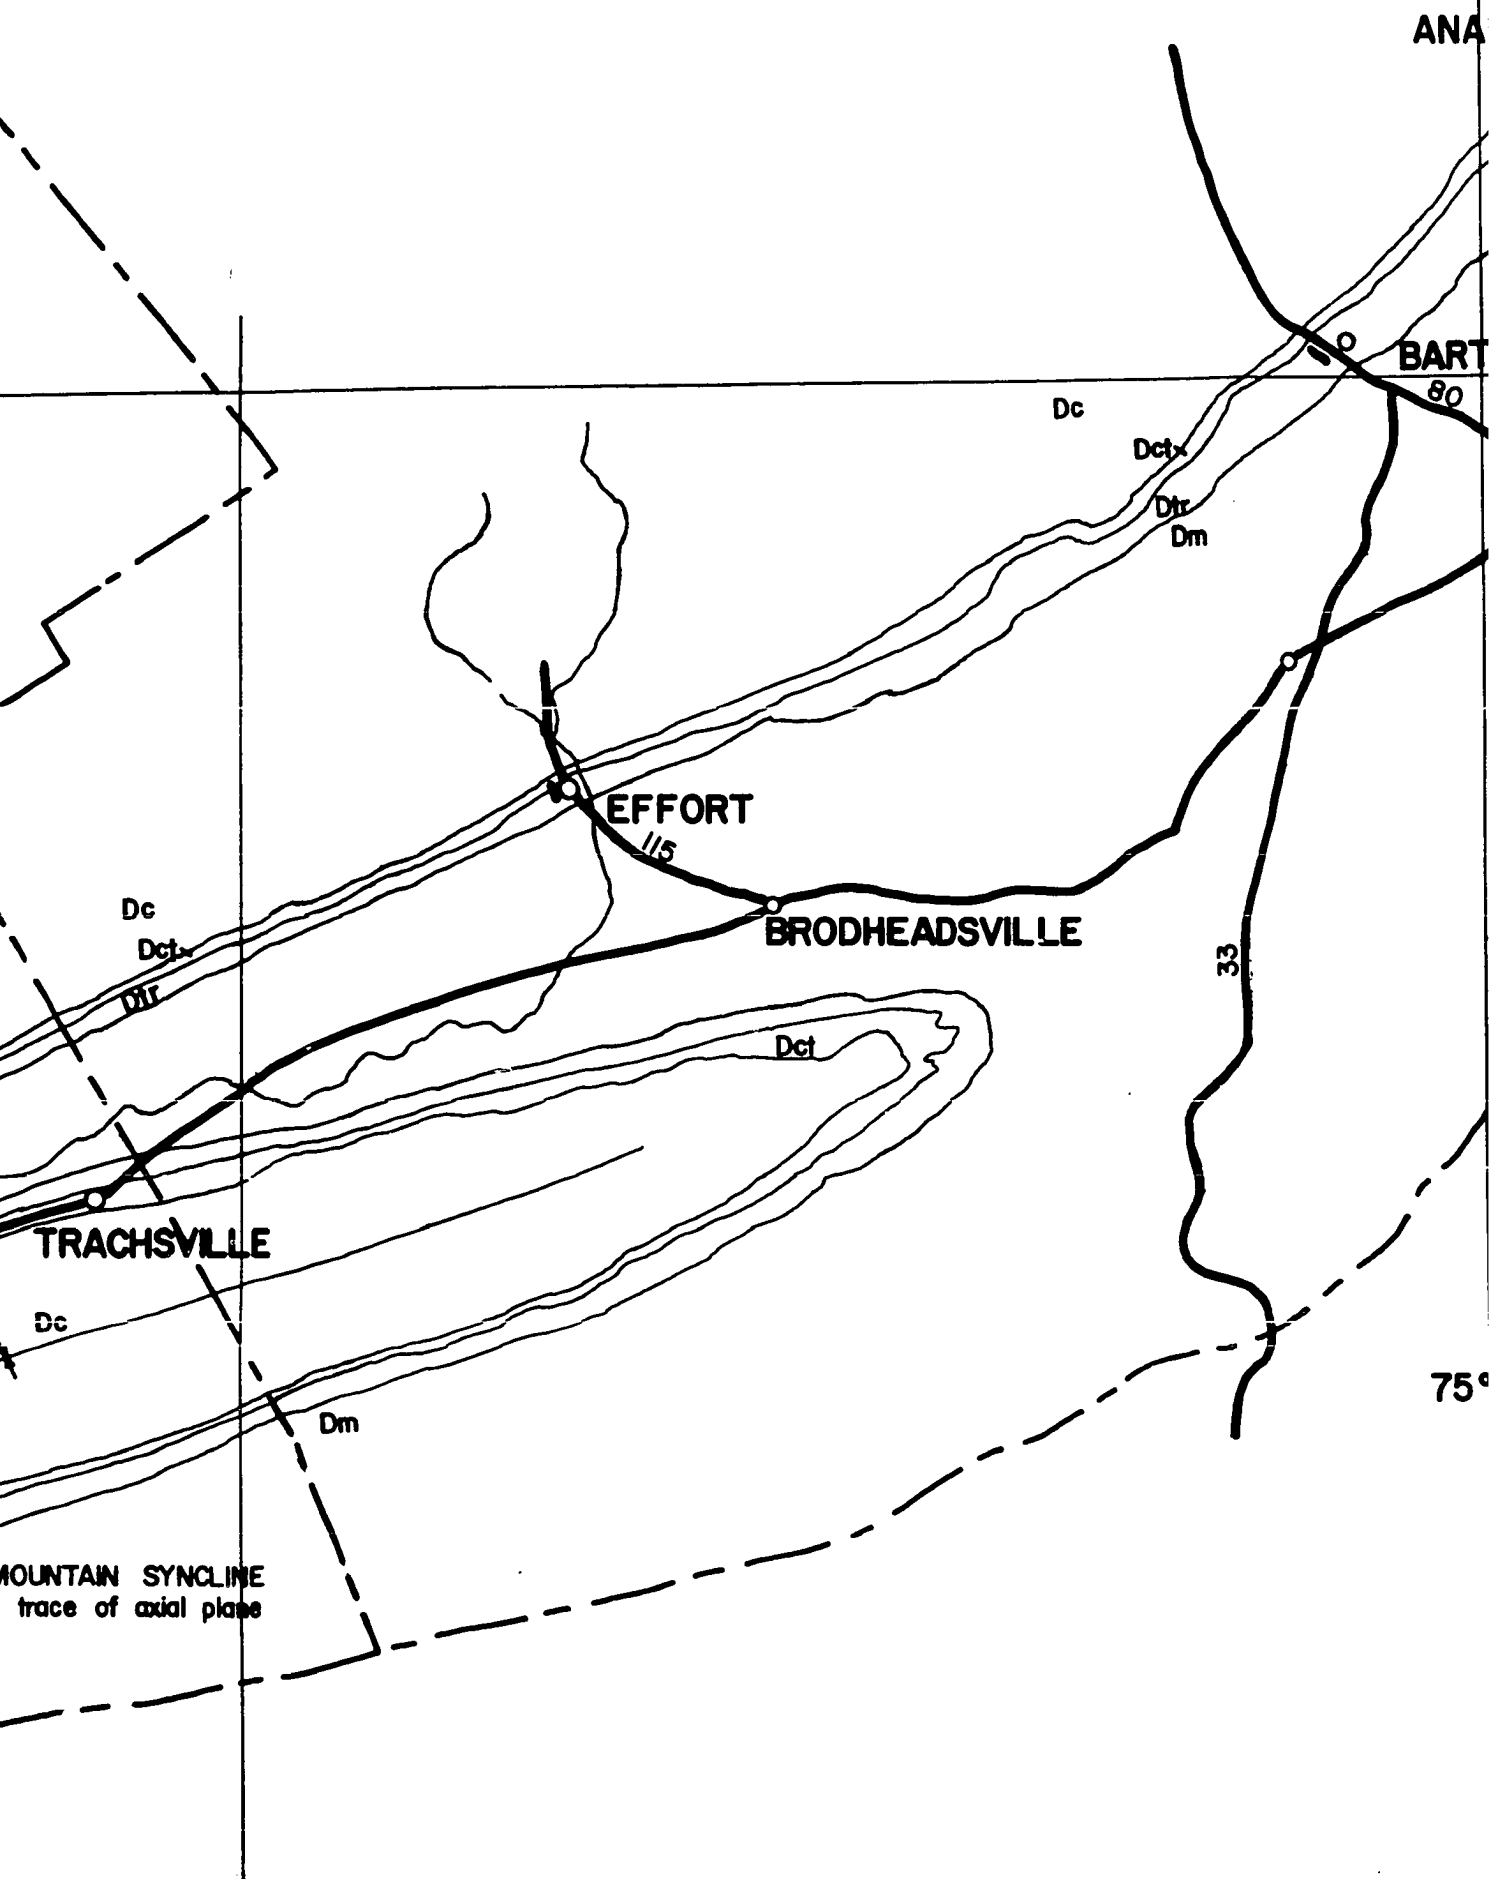 ANA
BART
80
Dc
Dct
Dtr
Dm
EFFORT
115
Dc
BRODHEADSVILLE
Dct
33
Dtr
Dct
TRACHSVILLE
Dc
75°
Dm
MOUNTAIN SYNCLINE
trace of axial plane